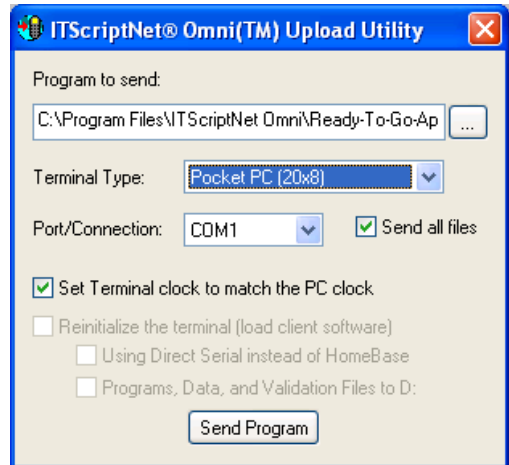 ITScriptNet® Omni(TM) Upload Utility
Program to send:
C:\Program Files\ITScriptNet Omni\Ready-To-Go-Ap ...
Terminal Type: Pocket PC (20x8)
Port/Connection: COM1 Send all files
Set Terminal clock to match the PC clock
Reinitialize the terminal (load client software)
Using Direct Serial instead of HomeBase
Programs, Data, and Validation Files to D:
Send Program